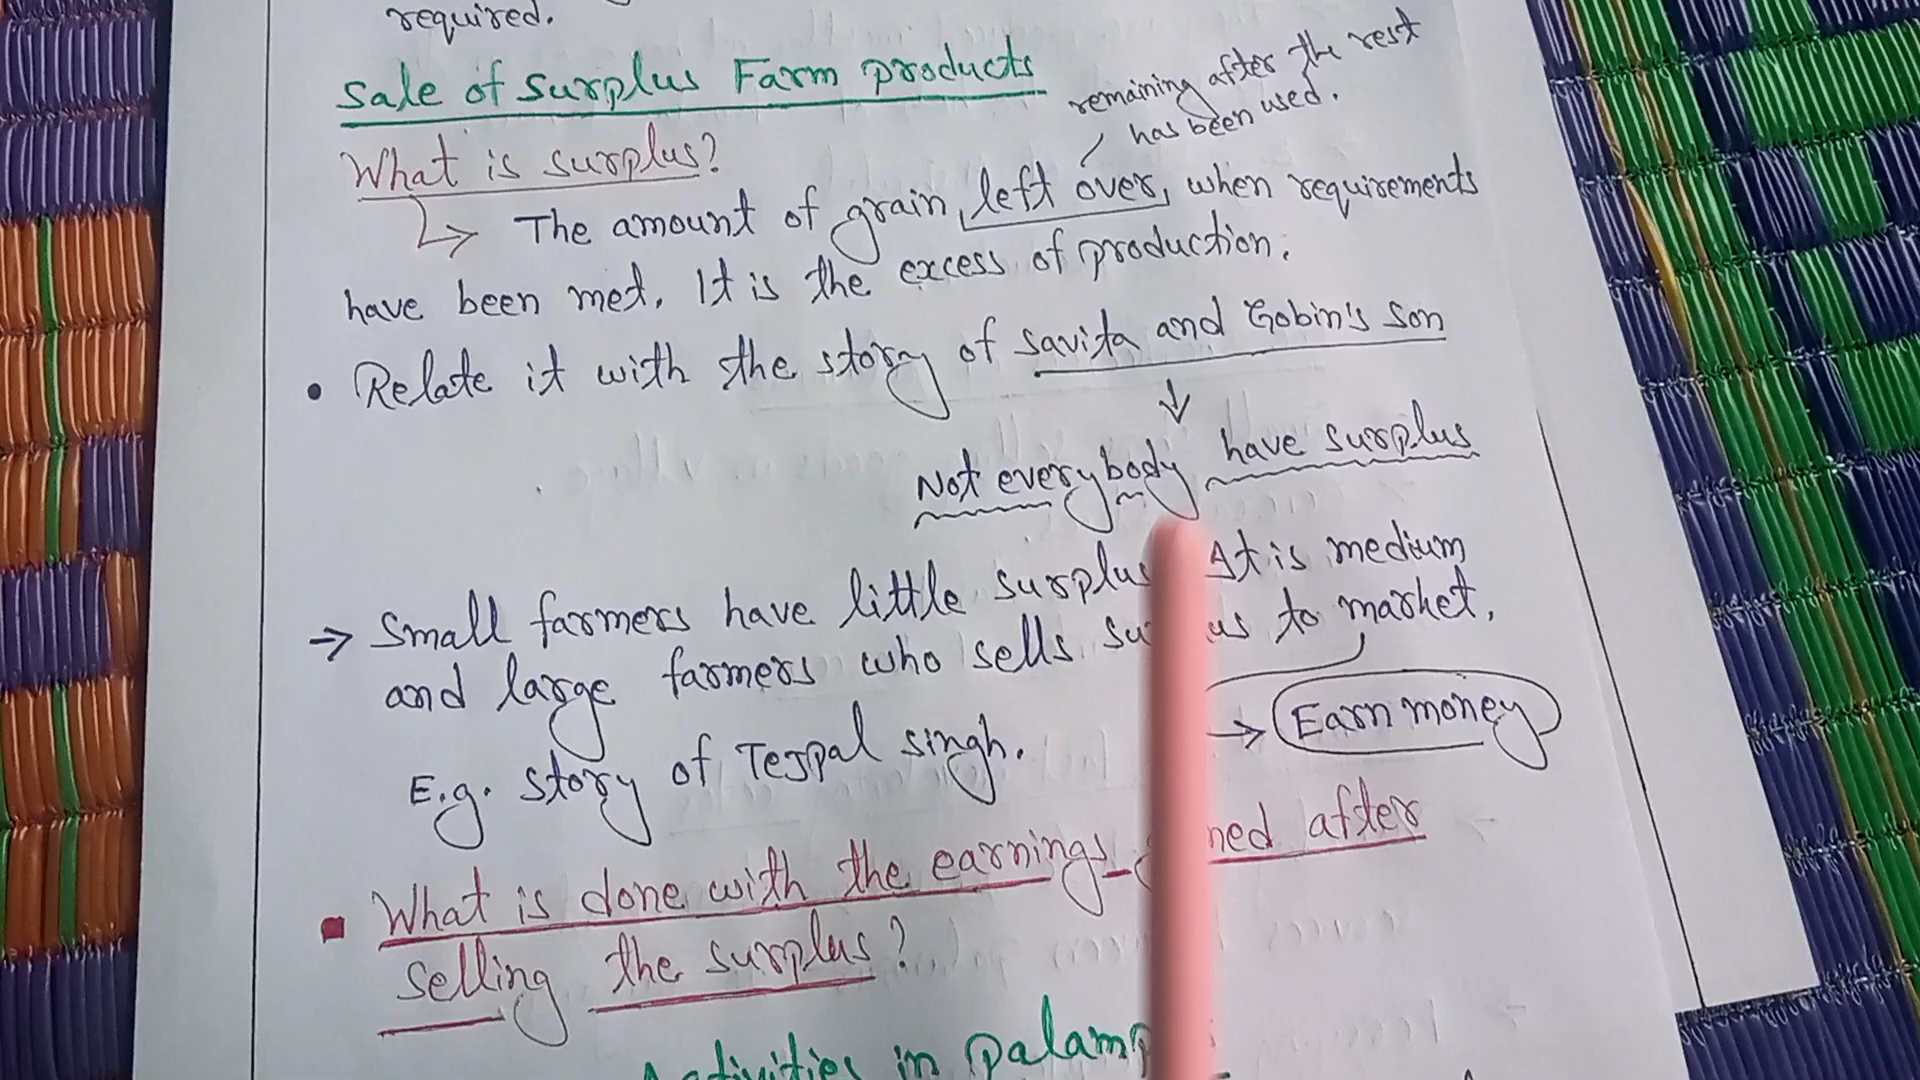 required.
Sale of Surplus Farm products
remaining after the rest
has been used.
What is surplus?
The amount of grain, left over, when requirements
have been met. It is the excess of production.
• Relate it with the story of savita and Gobin's son
Not everybody have surplus
→ Small farmers have little surplus It is medium
and large farmers who sells to market,
→ Earn money
E.g. story of Tejpal singh.
What is done with the earnings after
selling the surplus?
Activities in